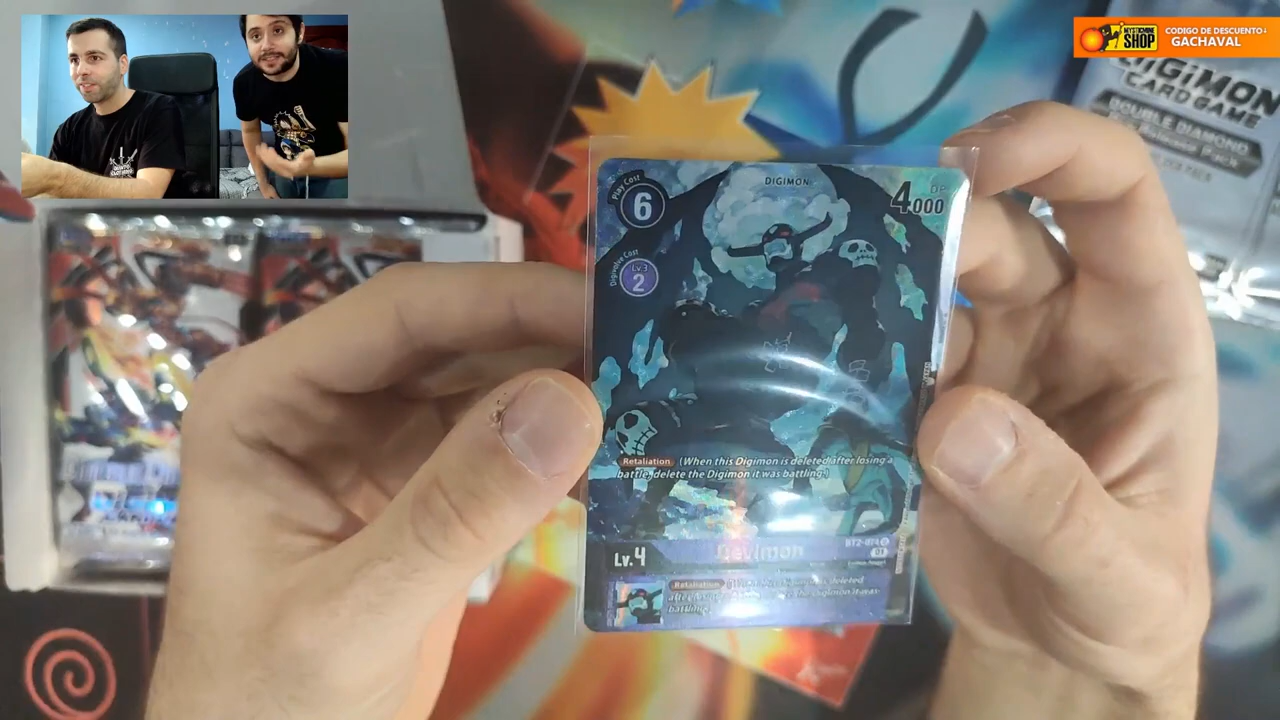 MYSTICMINE
SHOP
CODIGO DE DESCUENTO↓
GACHAVAL
DIGIMON
CARD GAME
DOUBLE DIAMOND
Play Cost
6
DIGIMON
DP
4000
Digivolve Cost
Lv.3
2
Retaliation (When this Digimon is deleted after losing a
battle, delete the Digimon it was battling.)
Lv.4
Devimon
BT2-074 U
Retaliation
battling.)